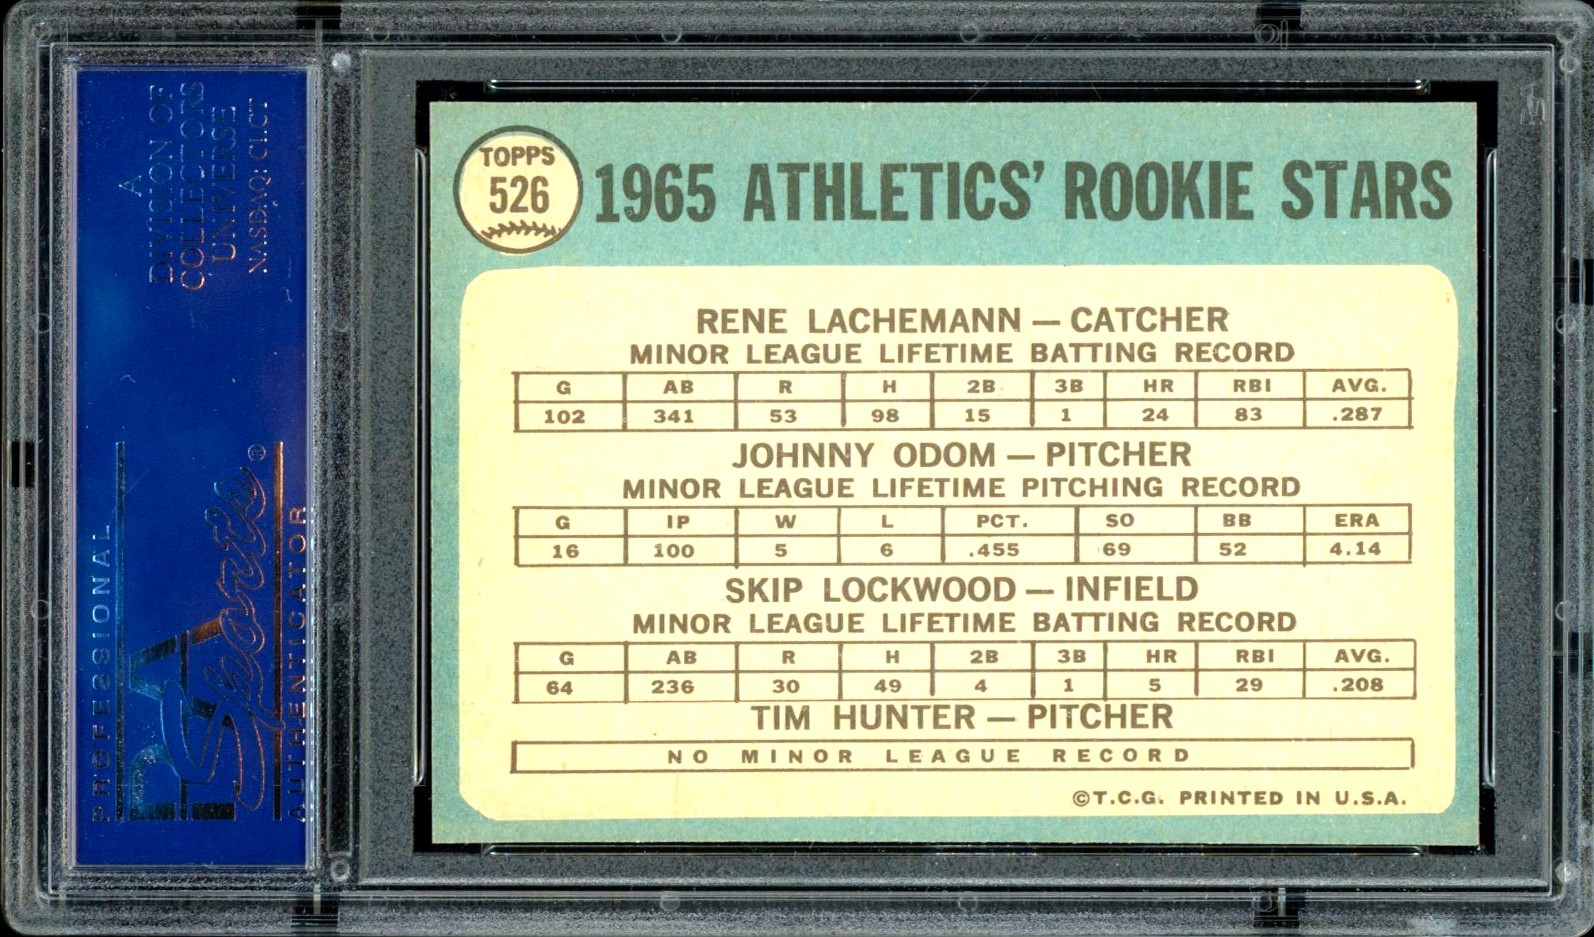 A
DIVISION OF
COLLECTORS
UNIVERSE
NASDAQ: CLCT
PROFESSIONAL
PSA
Sports®
AUTHENTICATOR
TOPPS
526
1965 ATHLETICS' ROOKIE STARS
RENE LACHEMANN — CATCHER
MINOR LEAGUE LIFETIME BATTING RECORD
G AB R H 2B 3B HR RBI AVG.
102 341 53 98 15 1 24 83 .287
JOHNNY ODOM — PITCHER
MINOR LEAGUE LIFETIME PITCHING RECORD
G IP W L PCT. SO BB ERA
16 100 5 6 .455 69 52 4.14
SKIP LOCKWOOD — INFIELD
MINOR LEAGUE LIFETIME BATTING RECORD
G AB R H 2B 3B HR RBI AVG.
64 236 30 49 4 1 5 29 .208
TIM HUNTER — PITCHER
NO MINOR LEAGUE RECORD
©T.C.G. PRINTED IN U.S.A.